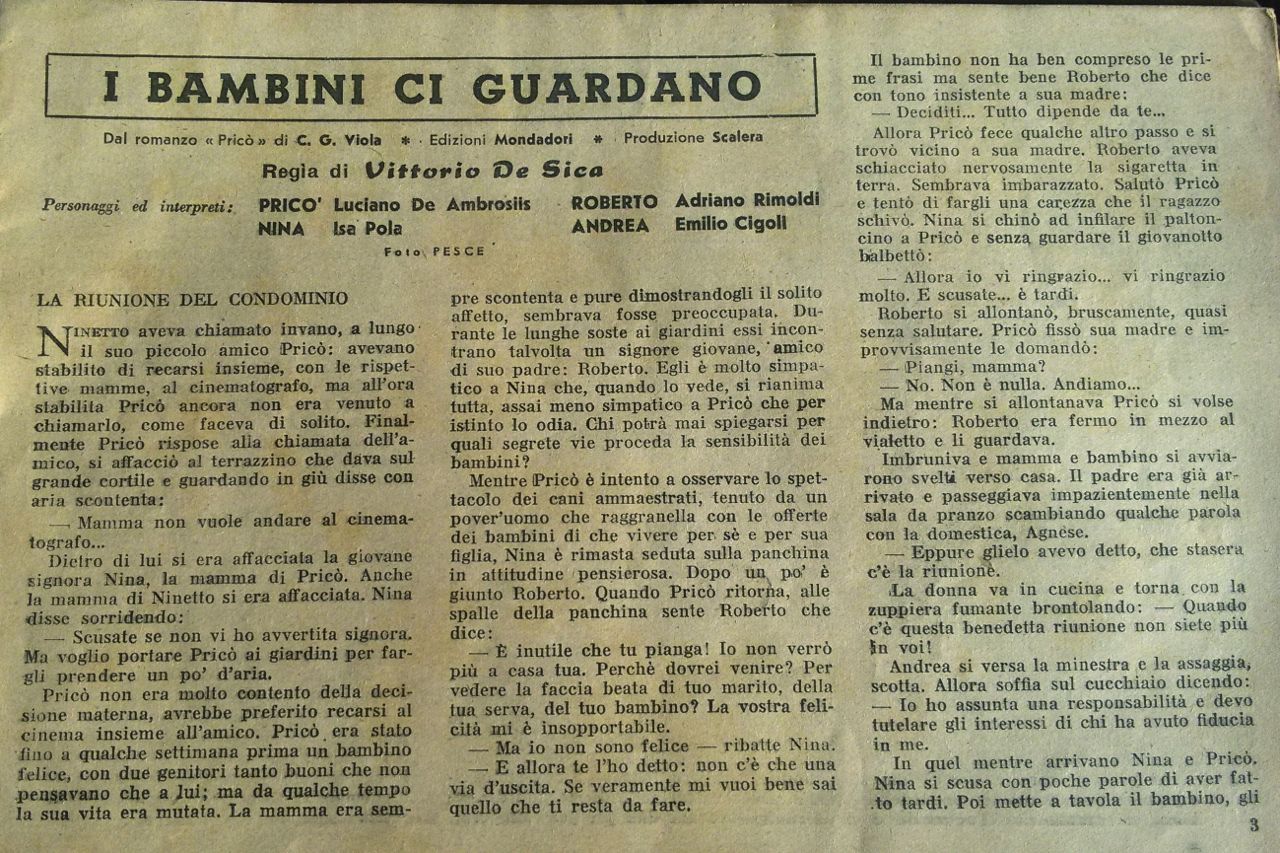 I BAMBINI CI GUARDANO
Dal romanzo « Pricò » di C. G. Viola * Edizioni Mondadori * Produzione Scalera
Regìa di Vittorio De Sica
Personaggi ed interpreti: PRICO' Luciano De Ambrosiis ROBERTO Adriano Rimoldi
NINA Isa Pola ANDREA Emilio Cigoli
Foto PESCE
LA RIUNIONE DEL CONDOMINIO
NINETTO aveva chiamato invano, a lungo
il suo piccolo amico Pricò: avevano
stabilito di recarsi insieme, con le rispet-
tive mamme, al cinematografo, ma all'ora
stabilita Pricò ancora non era venuto a
chiamarlo, come faceva di solito. Final-
mente Pricò rispose alla chiamata dell'a-
mico, si affacciò al terrazzino che dava sul
grande cortile e guardando in giù disse con
aria scontenta:
— Mamma non vuole andare al cinema-
tografo...
Dietro di lui si era affacciata la giovane
signora Nina, la mamma di Pricò. Anche
la mamma di Ninetto si era affacciata. Nina
disse sorridendo:
— Scusate se non vi ho avvertita signora.
Ma voglio portare Pricò ai giardini per far-
gli prendere un po' d'aria.
Pricò non era molto contento della deci-
sione materna, avrebbe preferito recarsi al
cinema insieme all'amico. Pricò era stato
fino a qualche settimana prima un bambino
felice, con due genitori tanto buoni che non
pensavano che a lui; ma da qualche tempo
la sua vita era mutata. La mamma era sem-
pre scontenta e pure dimostrandogli il solito
affetto, sembrava fosse preoccupata. Du-
rante le lunghe soste ai giardini essi incon-
trano talvolta un signore giovane, amico
di suo padre: Roberto. Egli è molto simpa-
tico a Nina che, quando lo vede, si rianima
tutta, assai meno simpatico a Pricò che per
istinto lo odia. Chi potrà mai spiegarsi per
quali segrete vie proceda la sensibilità dei
bambini?
Mentre Pricò è intento a osservare lo spet-
tacolo dei cani ammaestrati, tenuto da un
pover'uomo che raggranella con le offerte
dei bambini di che vivere per sè e per sua
figlia, Nina è rimasta seduta sulla panchina
in attitudine pensierosa. Dopo un po' è
giunto Roberto. Quando Pricò ritorna, alle
spalle della panchina sente Roberto che
dice:
— È inutile che tu pianga! Io non verrò
più a casa tua. Perchè dovrei venire? Per
vedere la faccia beata di tuo marito, della
tua serva, del tuo bambino? La vostra feli-
cità mi è insopportabile.
— Ma io non sono felice — ribatte Nina.
— E allora te l'ho detto: non c'è che una
via d'uscita. Se veramente mi vuoi bene sai
quello che ti resta da fare.
Il bambino non ha ben compreso le pri-
me frasi ma sente bene Roberto che dice
con tono insistente a sua madre:
— Deciditi... Tutto dipende da te...
Allora Pricò fece qualche altro passo e si
trovò vicino a sua madre. Roberto aveva
schiacciato nervosamente la sigaretta in
terra. Sembrava imbarazzato. Salutò Pricò
e tentò di fargli una carezza che il ragazzo
schivò. Nina si chinò ad infilare il palton-
cino a Pricò e senza guardare il giovanotto
balbettò:
— Allora io vi ringrazio... vi ringrazio
molto. E scusate... è tardi.
Roberto si allontanò, bruscamente, quasi
senza salutare. Pricò fissò sua madre e im-
provvisamente le domandò:
— Piangi, mamma?
— No. Non è nulla. Andiamo...
Ma mentre si allontanava Pricò si volse
indietro: Roberto era fermo in mezzo al
vialetto e li guardava.
Imbruniva e mamma e bambino si avvia-
rono svelti verso casa. Il padre era già ar-
rivato e passeggiava impazientemente nella
sala da pranzo scambiando qualche parola
con la domestica, Agnese.
— Eppure glielo avevo detto, che stasera
c'è la riunione.
La donna va in cucina e torna con la
zuppiera fumante brontolando: — Quando
c'è questa benedetta riunione non siete più
in voi!
Andrea si versa la minestra e la assaggia,
scotta. Allora soffia sul cucchiaio dicendo:
— Io ho assunta una responsabilità e devo
tutelare gli interessi di chi ha avuto fiducia
in me.
In quel mentre arrivano Nina e Pricò.
Nina si scusa con poche parole di aver fat-
to tardi. Poi mette a tavola il bambino, gli
3